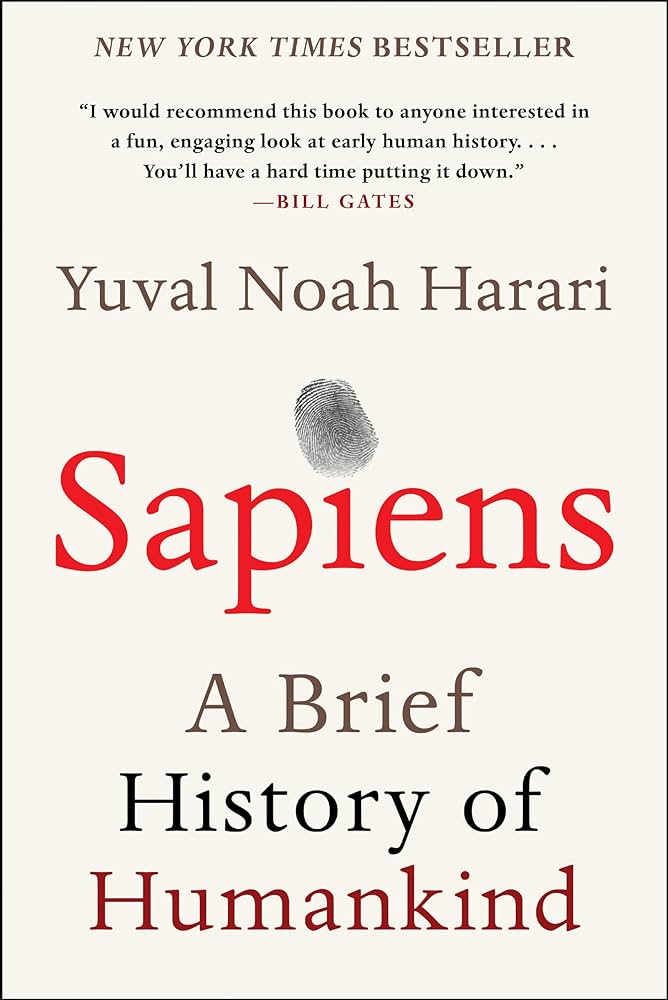 NEW YORK TIMES BESTSELLER
“I would recommend this book to anyone interested in
a fun, engaging look at early human history. . . .
You’ll have a hard time putting it down.”
—BILL GATES
Yuval Noah Harari
Sapiens
A Brief
History of
Humankind